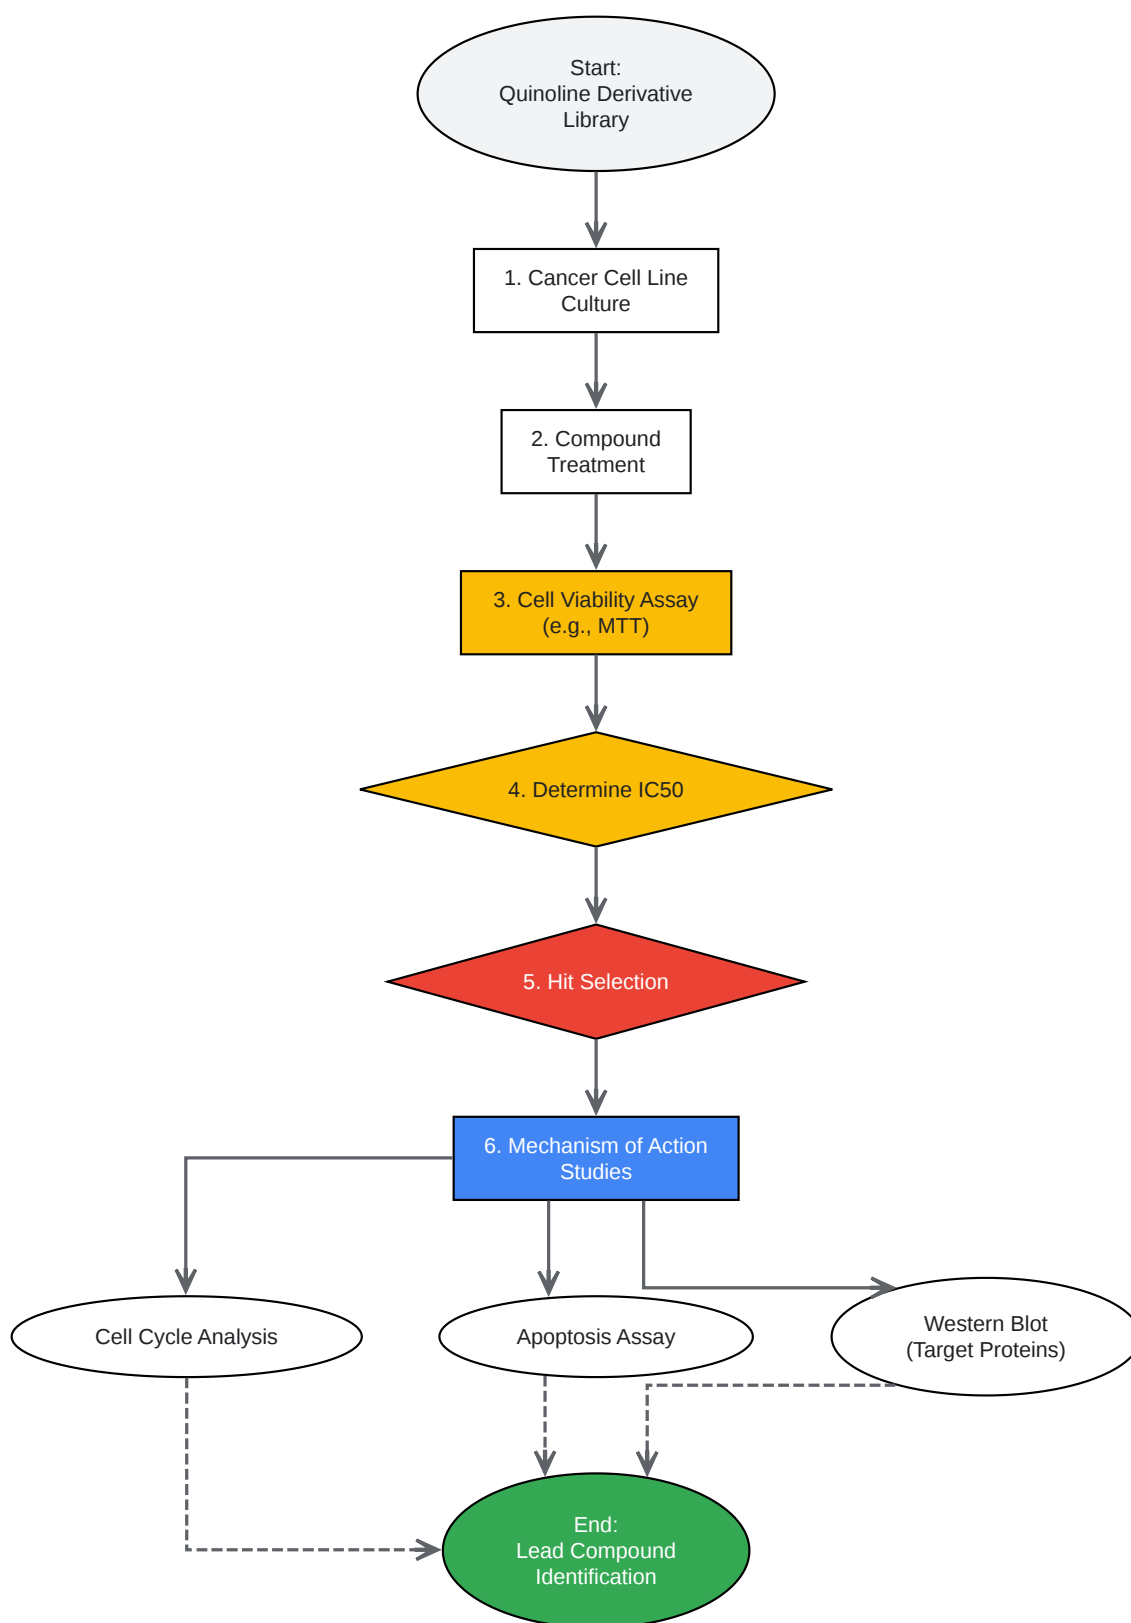 Start:
Quinoline Derivative
Library
1. Cancer Cell Line
Culture
2. Compound
Treatment
3. Cell Viability Assay
(e.g., MTT)
4. Determine IC50
5. Hit Selection
6. Mechanism of Action
Studies
Cell Cycle Analysis
Apoptosis Assay
Western Blot
(Target Proteins)
End:
Lead Compound
Identification